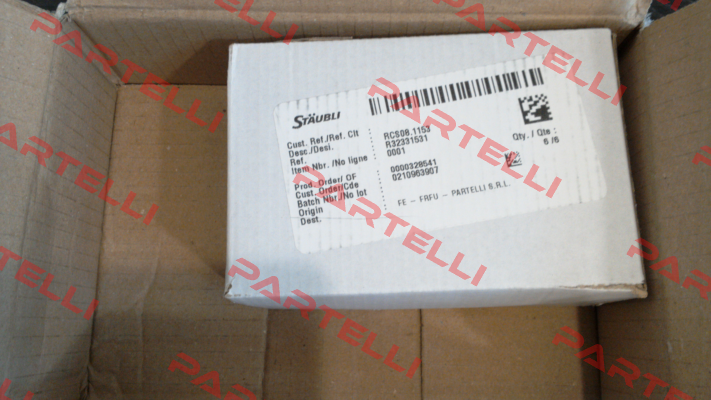 STÄUBLI
Cust. Ref./Ref. Clt
Desc./Desi. RCS08.1153
Ref. R32331531
Item Nbr. /No ligne 0001
Qty. / Qte :
6 /6
Prod. Order/ OF 0000328541
Cust. Order/Cde 0210963907
Batch Nbr./No lot
Origin FE - FRFU - PARTELLI S.R.L.
Dest.
PARTELLI
PARTELLI
PARTELLI
PARTELLI
PARTELLI
PARTELLI
PARTELLI